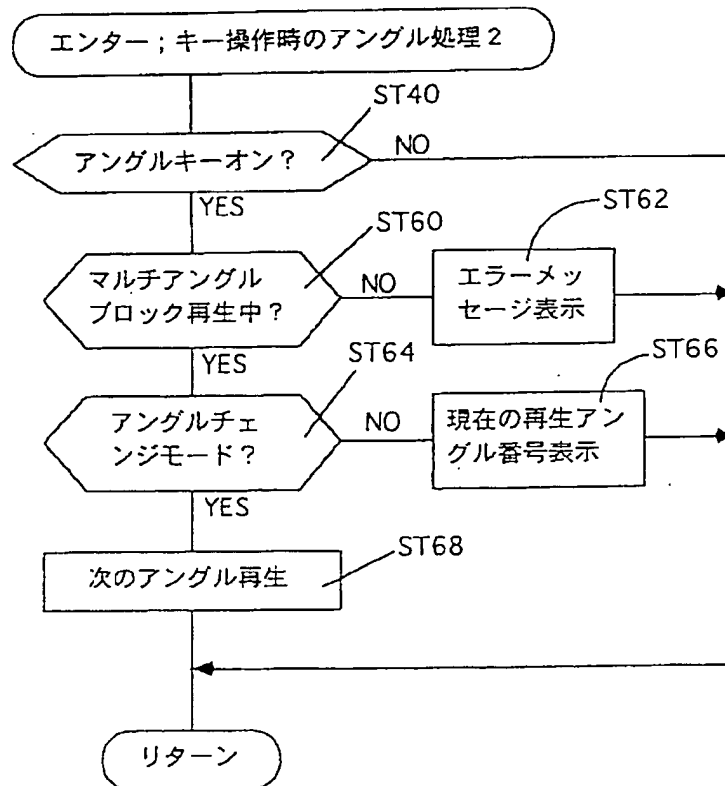 エンター；キー操作時のアングル処理２
ST40
アングルキーオン？
NO
YES
ST60
ST62
マルチアングル
ブロック再生中？
NO
エラーメッ
セージ表示
YES
ST64
ST66
アングルチェ
ンジモード？
NO
現在の再生アン
グル番号表示
YES
ST68
次のアングル再生
リターン